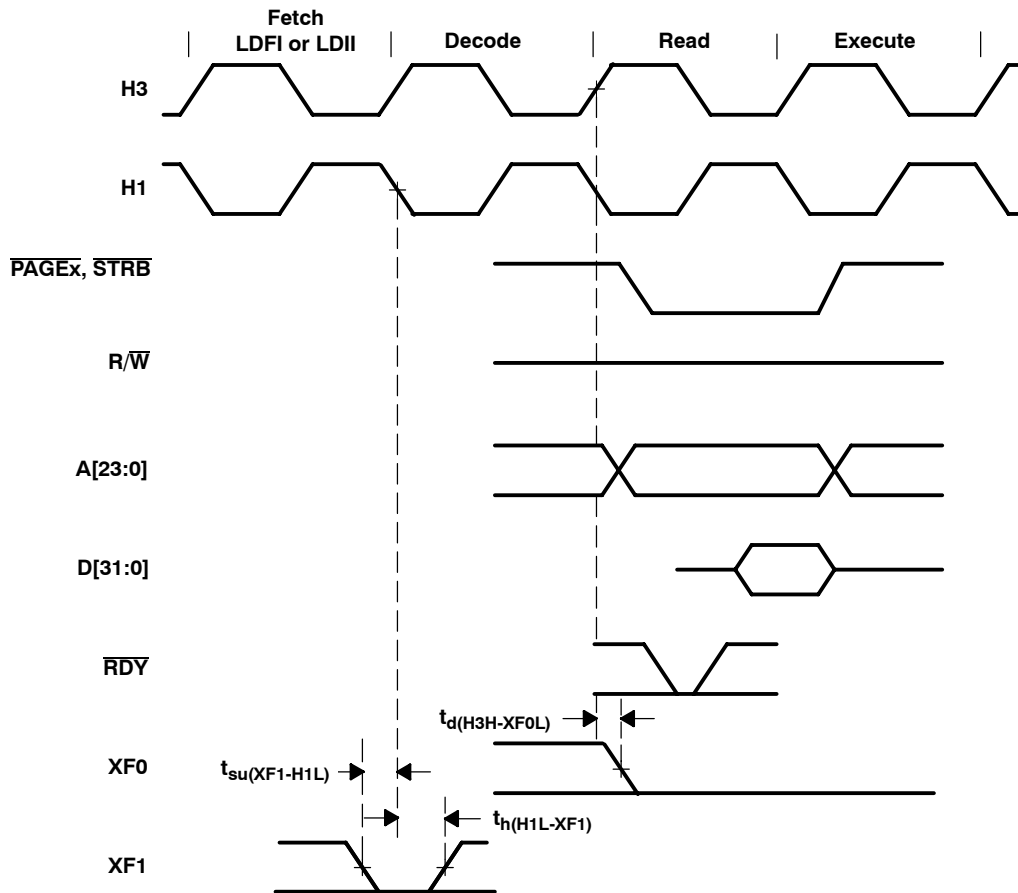 Fetch
LDFI or LDII
Decode
Read
Execute
H3
H1
PAGEx, STRB
R/W
A[23:0]
D[31:0]
RDY
td(H3H-XF0L)
XF0
tsu(XF1-H1L)
th(H1L-XF1)
XF1